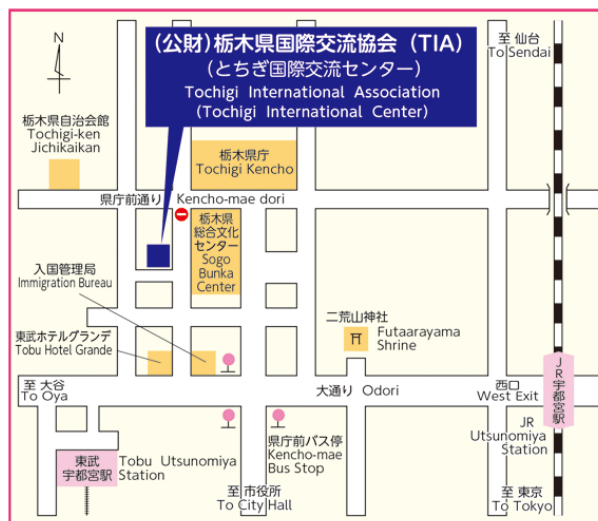 N
(公財)栃木県国際交流協会（TIA）
(とちぎ国際交流センター)
Tochigi International Association
(Tochigi International Center)
至 仙台
To Sendai
栃木県自治会館
Tochigi-ken
Jichikaikan
栃木県庁
Tochigi Kencho
県庁前通り Kencho-mae dori
栃木県
総合文化
センター
Sogo
Bunka
Center
入国管理局
Immigration Bureau
東武ホテルグランデ
Tobu Hotel Grande
二荒山神社
Futaarayama
Shrine
至 大谷
To Oya
大通り Odori
西口
West Exit
JR宇都宮駅
JR
Utsunomiya
Station
東武
宇都宮駅
Tobu Utsunomiya
Station
県庁前バス停
Kencho-mae
Bus Stop
至 市役所
To City Hall
至 東京
To Tokyo